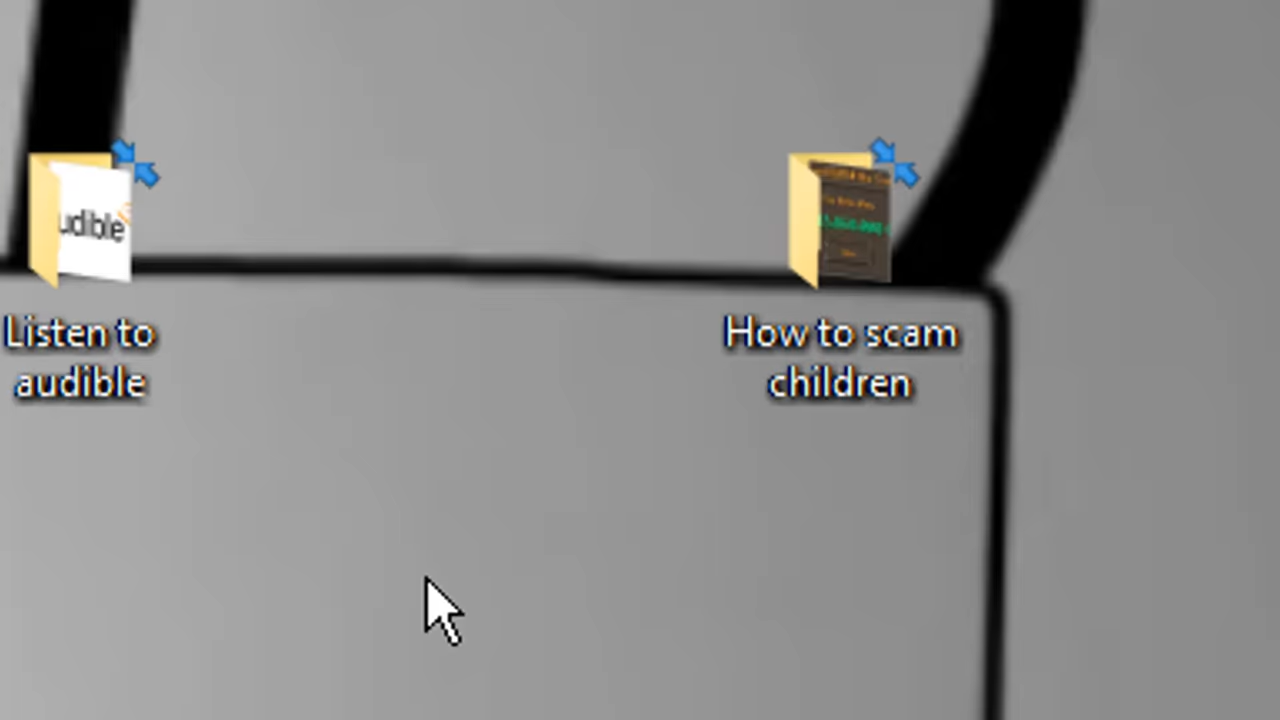 udible
Listen to
audible
How to scam
children